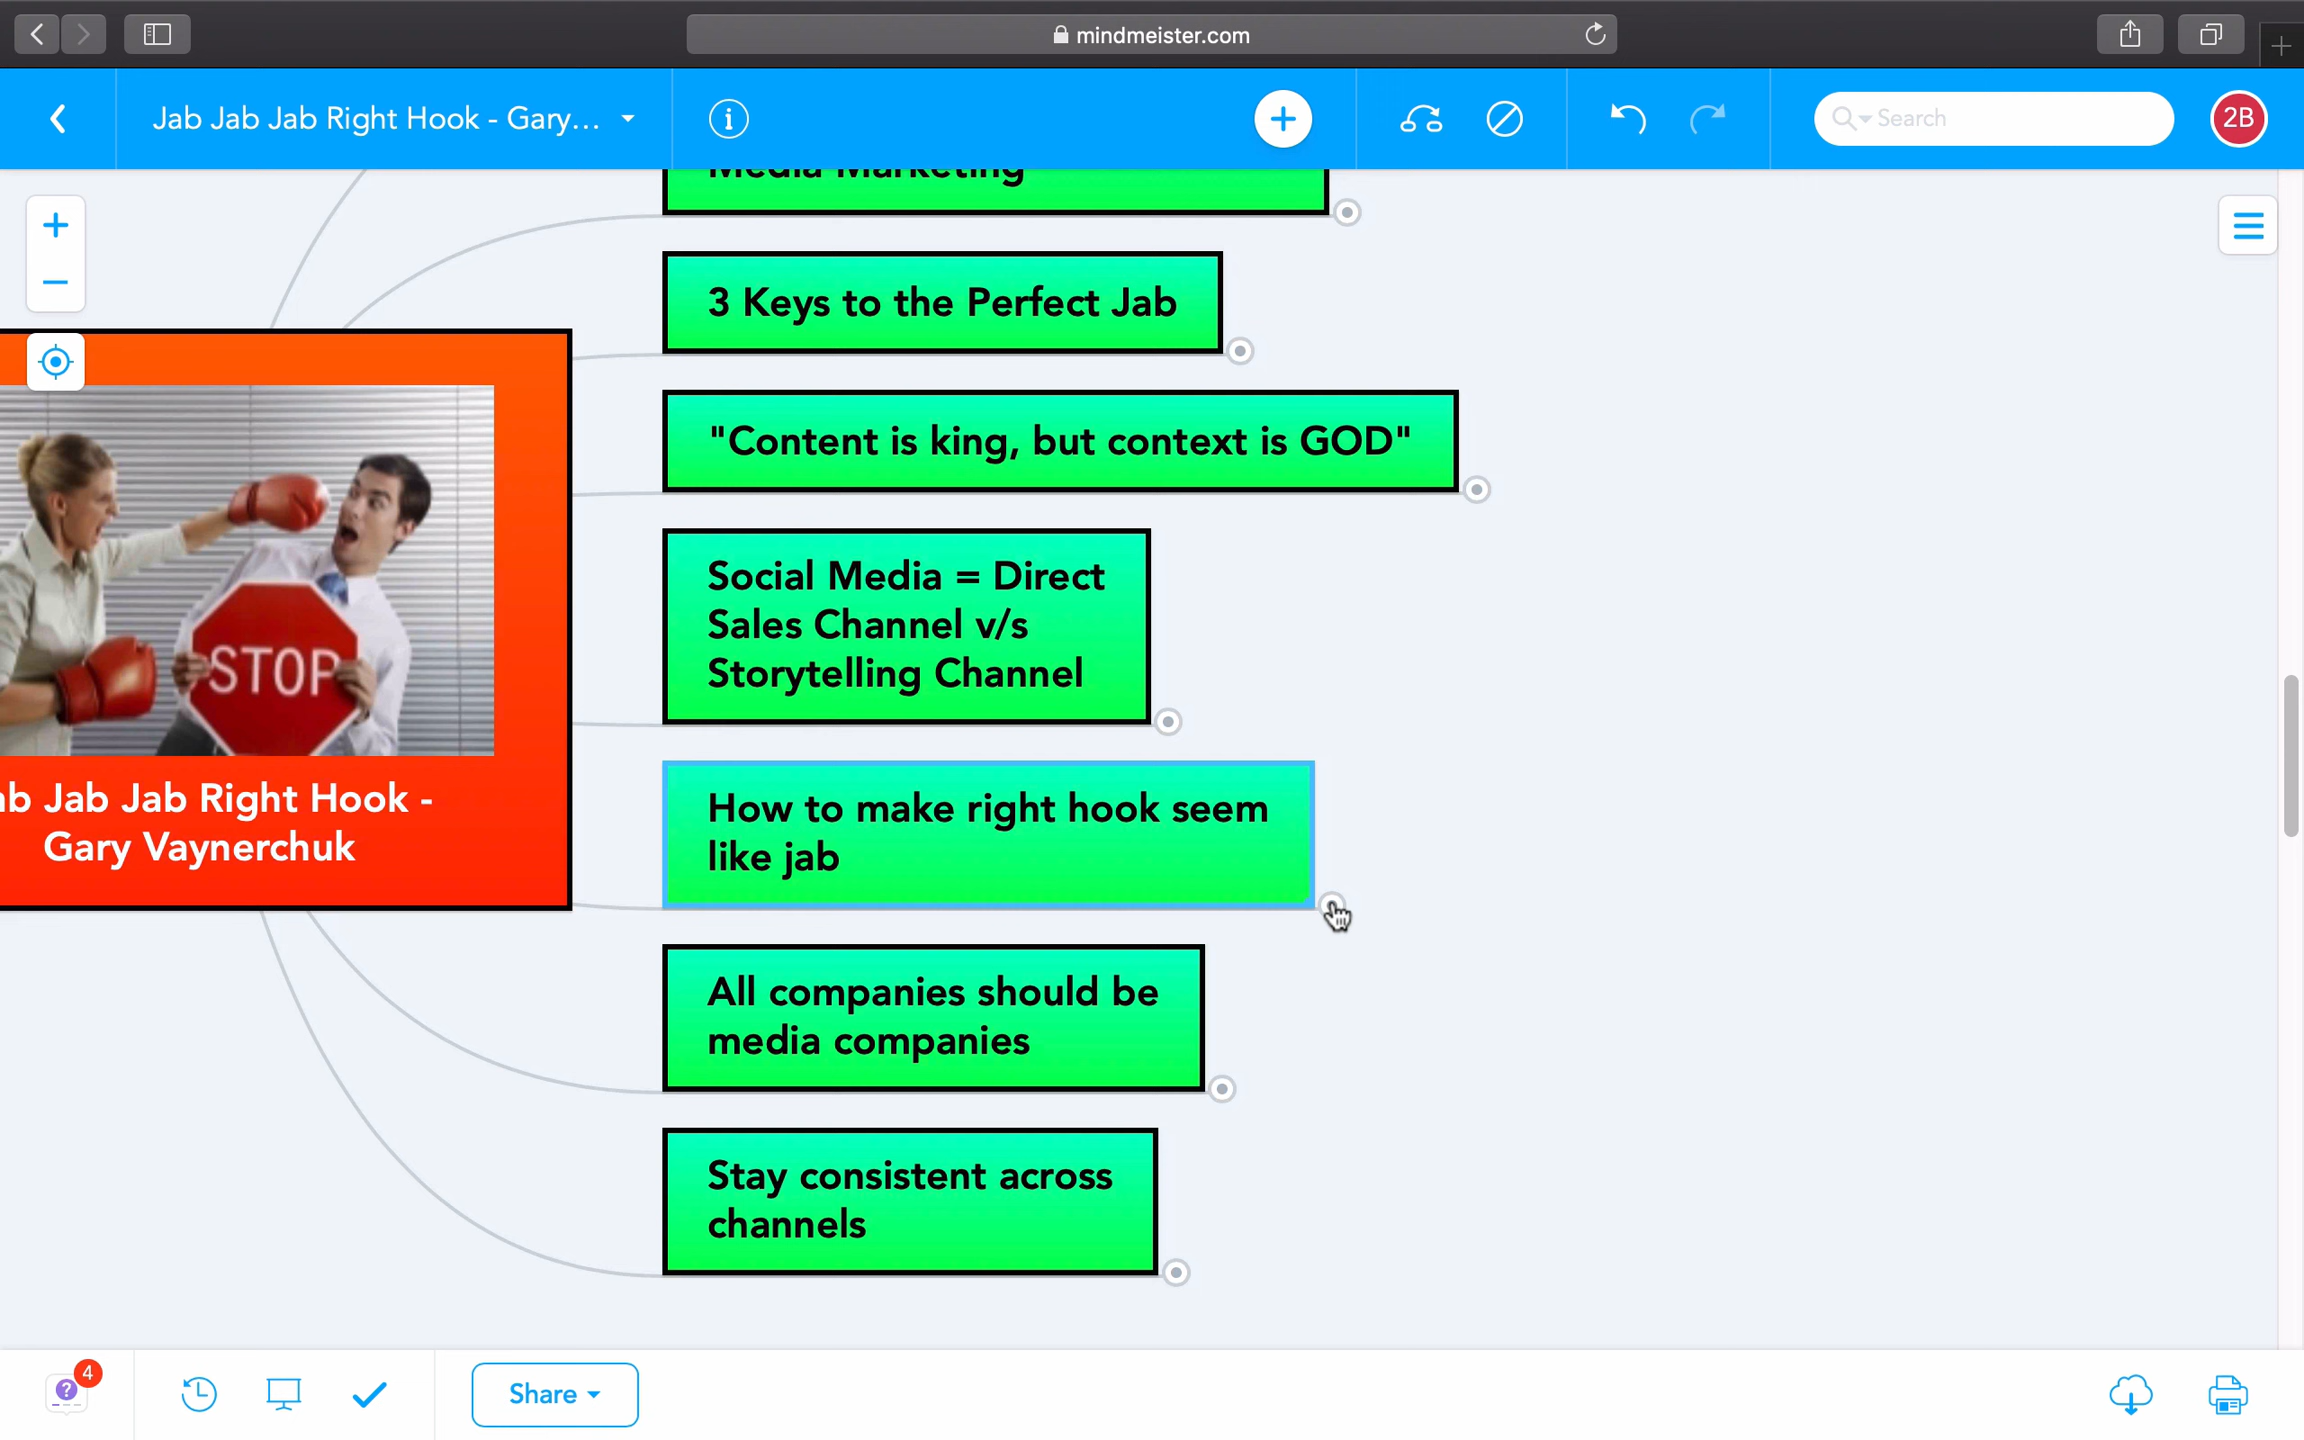 mindmeister.com
Jab Jab Jab Right Hook - Gary...
Search
2B
Media Marketing
3 Keys to the Perfect Jab
"Content is king, but context is GOD"
Social Media = Direct
Sales Channel v/s
Storytelling Channel
STOP
Jab Jab Right Hook -
Gary Vaynerchuk
How to make right hook seem
like jab
All companies should be
media companies
Stay consistent across
channels
4
?
Share